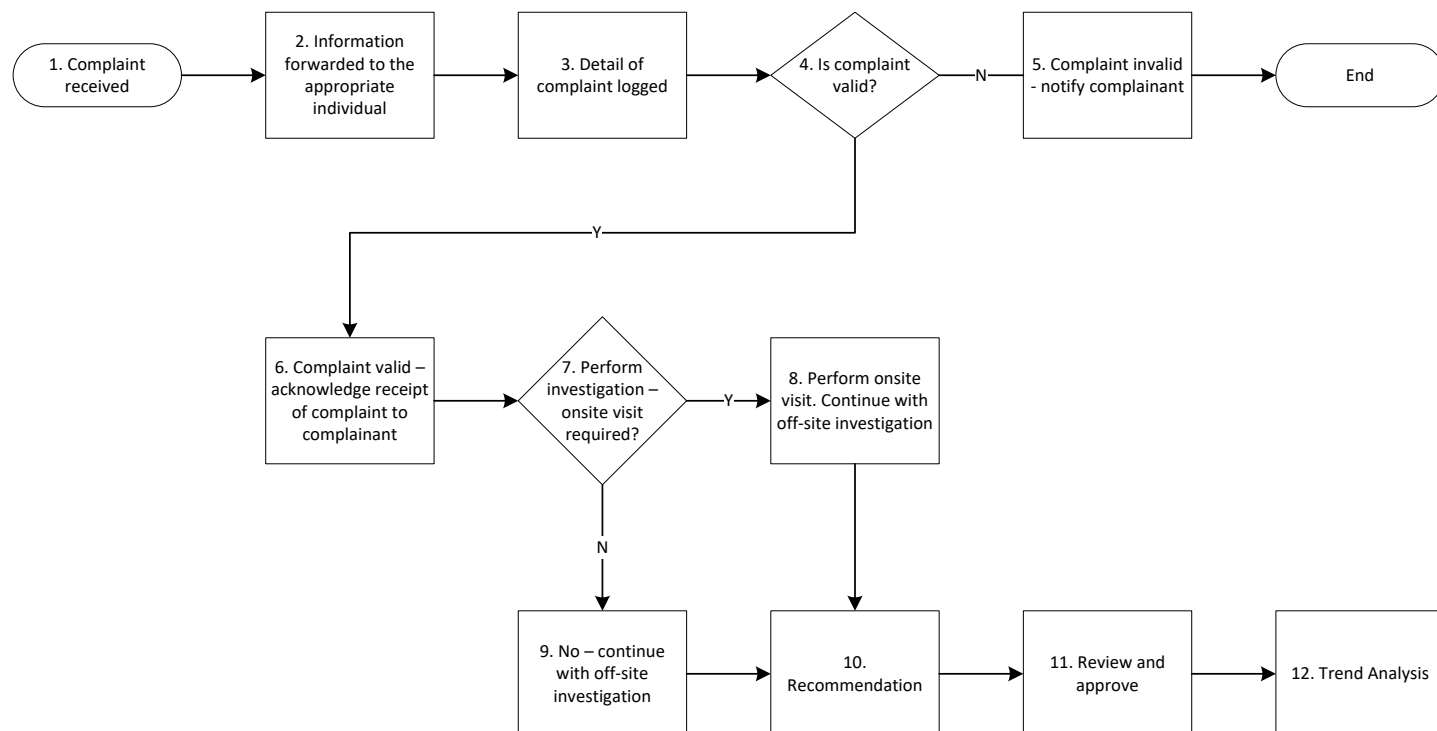 1. Complaint
received
2. Information
forwarded to the
appropriate
individual
3. Detail of
complaint logged
4. Is complaint
valid?
N
5. Complaint invalid
- notify complainant
End
Y
6. Complaint valid –
acknowledge receipt
of complaint to
complainant
7. Perform
investigation –
onsite visit
required?
Y
8. Perform onsite
visit. Continue with
off-site investigation
N
9. No – continue
with off-site
investigation
10.
Recommendation
11. Review and
approve
12. Trend Analysis